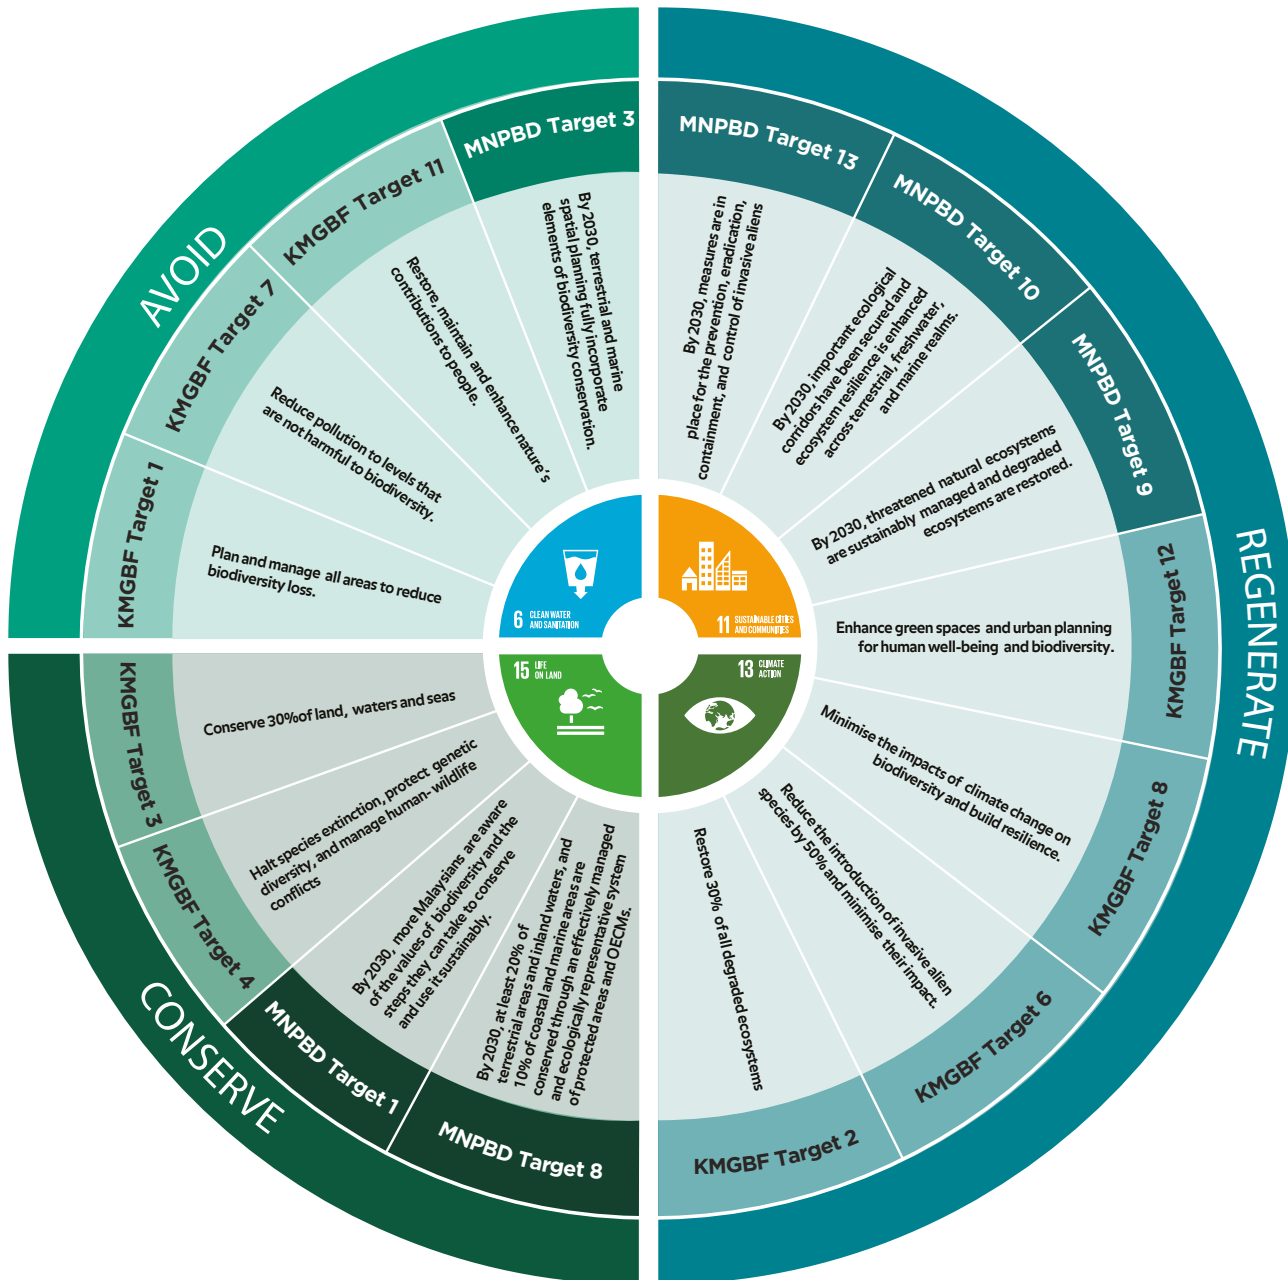 AVOID
KMGBF Target 1
Plan and manage all areas to reduce
biodiversity loss.
KMGBF Target 7
Reduce pollution to levels that
are not harmful to biodiversity.
KMGBF Target 11
Restore, maintain and enhance nature's
contributions to people.
MNPBD Target 3
By 2030, terrestrial and marine
spatial planning fully incorporate
elements of biodiversity conservation.
REGENERATE
MNPBD Target 13
By 2030, measures are in
place for the prevention, eradication,
containment, and control of invasive aliens
MNPBD Target 10
By 2030, important ecological
corridors have been secured and
ecosystem resilience is enhanced
across terrestrial, freshwater,
and marine realms.
MNPBD Target 9
By 2030, threatened natural ecosystems
are sustainably managed and degraded
ecosystems are restored.
KMGBF Target 12
Enhance green spaces and urban planning
for human well-being and biodiversity.
KMGBF Target 8
Minimise the impacts of climate change on
biodiversity and build resilience.
KMGBF Target 6
Reduce the introduction of invasive alien
species by 50% and minimise their impact.
KMGBF Target 2
Restore 30% of all degraded ecosystems
CONSERVE
KMGBF Target 3
Conserve 30%of land, waters and seas
KMGBF Target 4
Halt species extinction, protect genetic
diversity, and manage human- wildlife
conflicts
MNPBD Target 1
By 2030, more Malaysians are aware
of the values of biodiversity and the
steps they can take to conserve
and use it sustainably.
MNPBD Target 8
By 2030, at least 20% of
terrestrial areas and inland waters, and
10% of coastal and marine areas are
conserved through an effectively managed
and ecologically representative system
of protected areas and OECMs.
6 CLEAN WATER
AND SANITATION
11 SUSTAINABLE CITIES
AND COMMUNITIES
15 LIFE
ON LAND
13 CLIMATE
ACTION